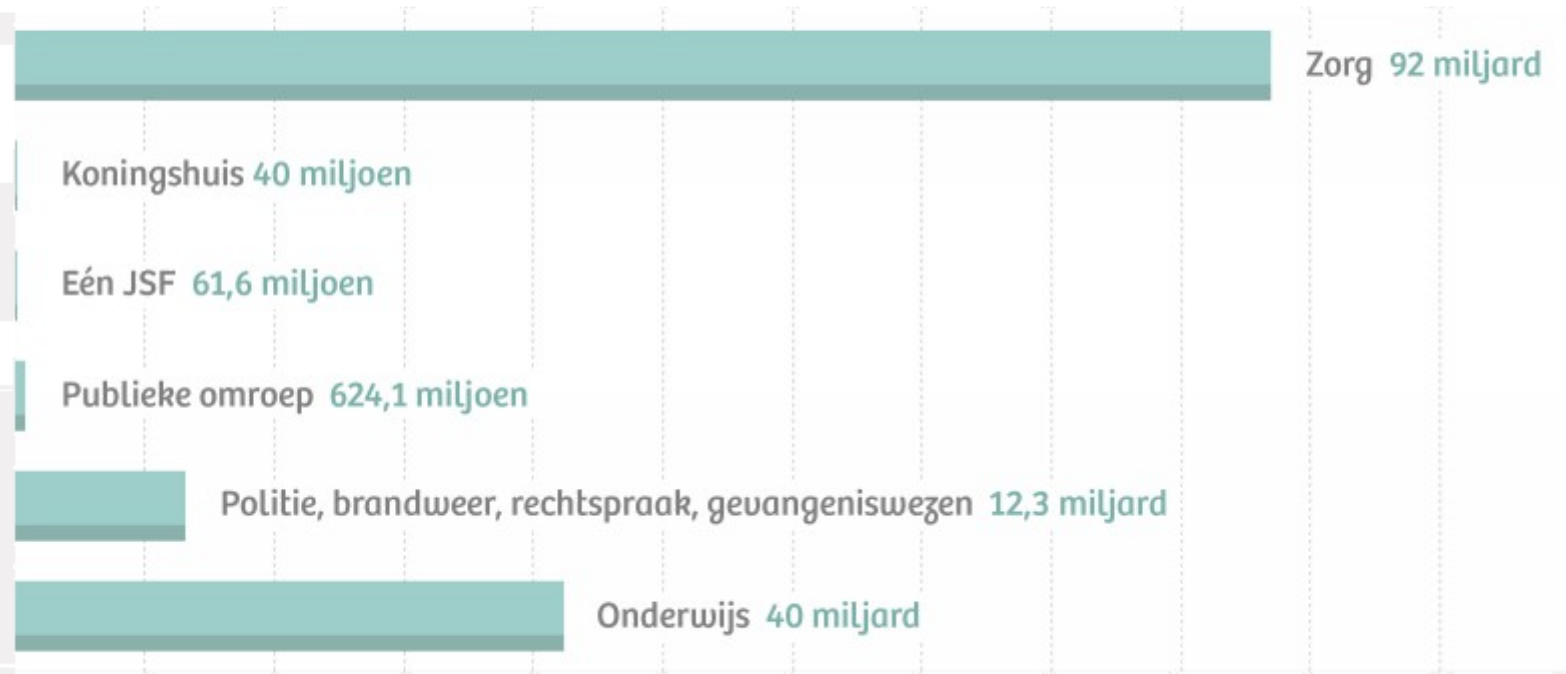 Zorg 92 miljard
Koningshuis 40 miljoen
Eén JSF 61,6 miljoen
Publieke omroep 624,1 miljoen
Politie, brandweer, rechtspraak, gevangeniswezen 12,3 miljard
Onderwijs 40 miljard